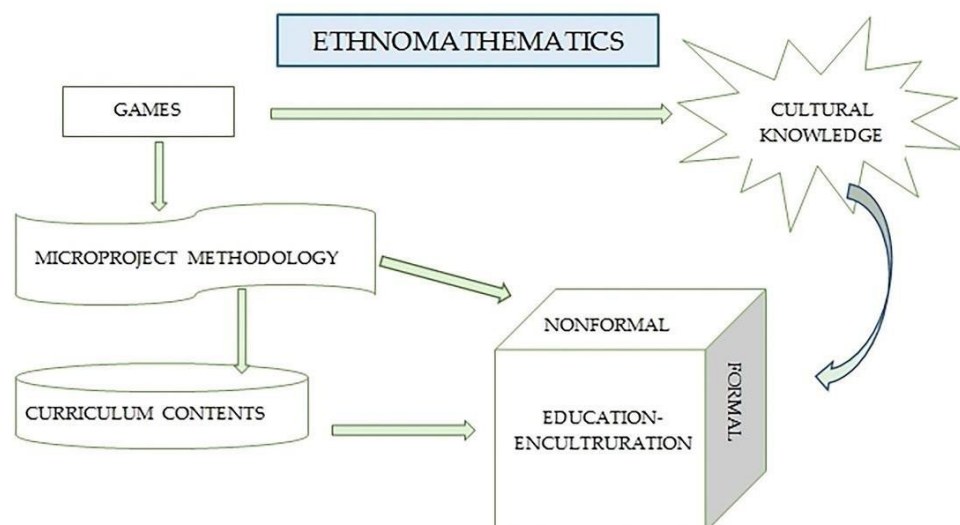 ETHNOMATHEMATICS
GAMES
CULTURAL
KNOWLEDGE
MICROPROJECT METHODOLOGY
NONFORMAL
FORMAL
CURRICULUM CONTENTS
EDUCATION-
ENCULTRURATION